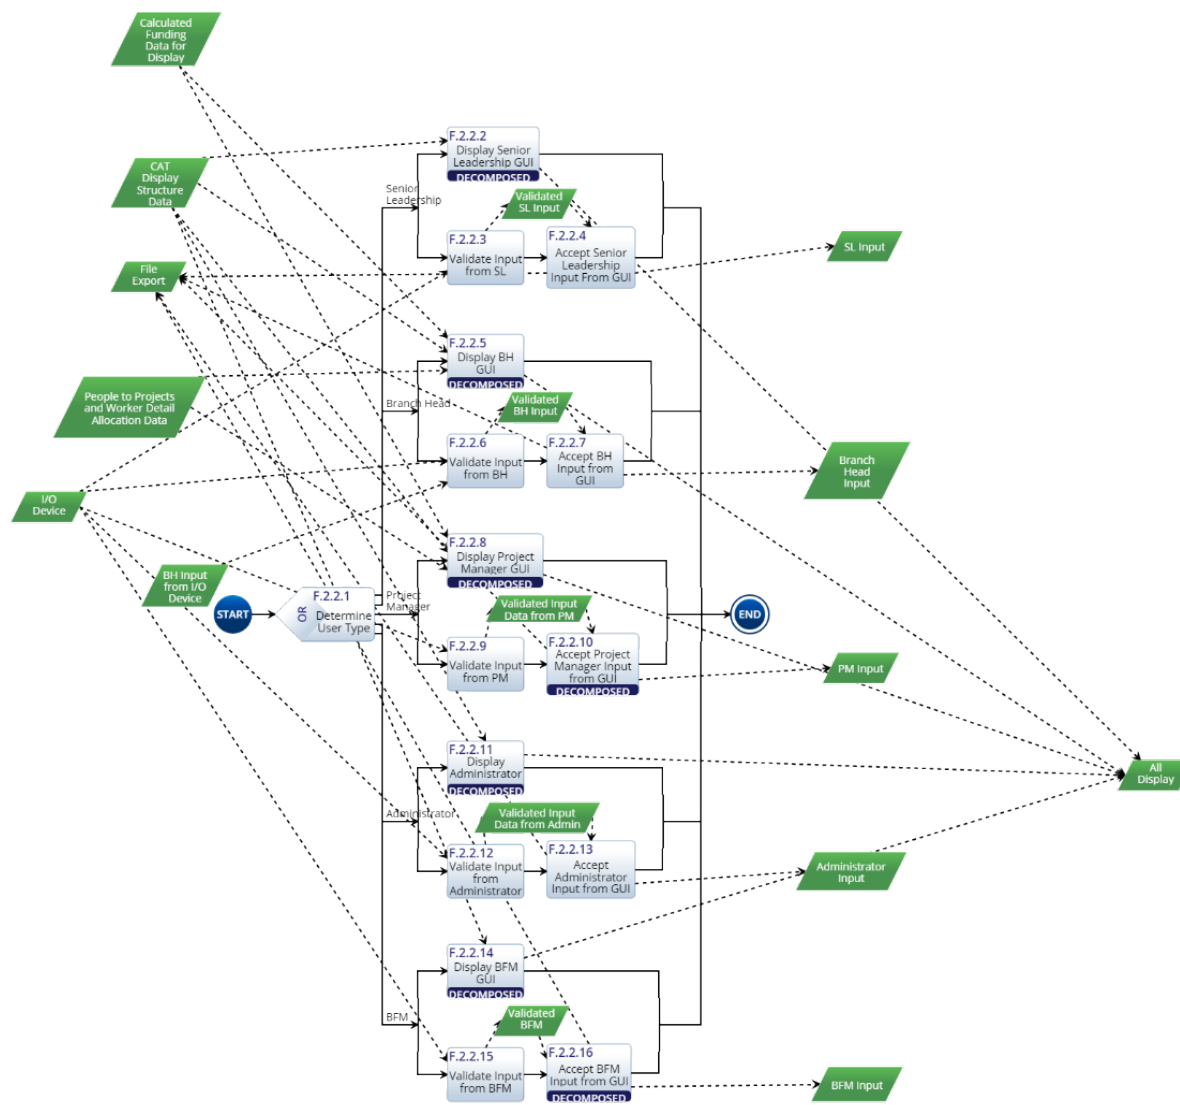 Calculated
Funding
Data for
Display
CAT
Display
Structure
Data
File
Export
People to Projects
and Worker Detail
Allocation Data
I/O
Device
BH Input
from I/O
Device
START
OR
F.2.2.1
Determine
User Type
Senior
Leadership
F.2.2.2
Display Senior
Leadership GUI
DECOMPOSED
Validated
SL Input
F.2.2.3
Validate Input
from SL
F.2.2.4
Accept Senior
Leadership
Input From GUI
SL Input
Branch Head
F.2.2.5
Display BH
GUI
DECOMPOSED
Validated
BH Input
F.2.2.6
Validate Input
from BH
F.2.2.7
Accept BH
Input from
GUI
Branch
Head
Input
Project
Manager
F.2.2.8
Display Project
Manager GUI
DECOMPOSED
Validated Input
Data from PM
F.2.2.9
Validate Input
from PM
F.2.2.10
Accept Project
Manager Input
from GUI
DECOMPOSED
END
PM Input
Administrator
F.2.2.11
Display
Administrator
DECOMPOSED
Validated Input
Data from Admin
F.2.2.12
Validate Input
from
Administrator
F.2.2.13
Accept
Administrator
Input from GUI
All
Display
Administrator
Input
BFM
F.2.2.14
Display BFM
GUI
DECOMPOSED
Validated
BFM
F.2.2.15
Validate Input
from BFM
F.2.2.16
Accept BFM
Input from GUI
DECOMPOSED
BFM Input